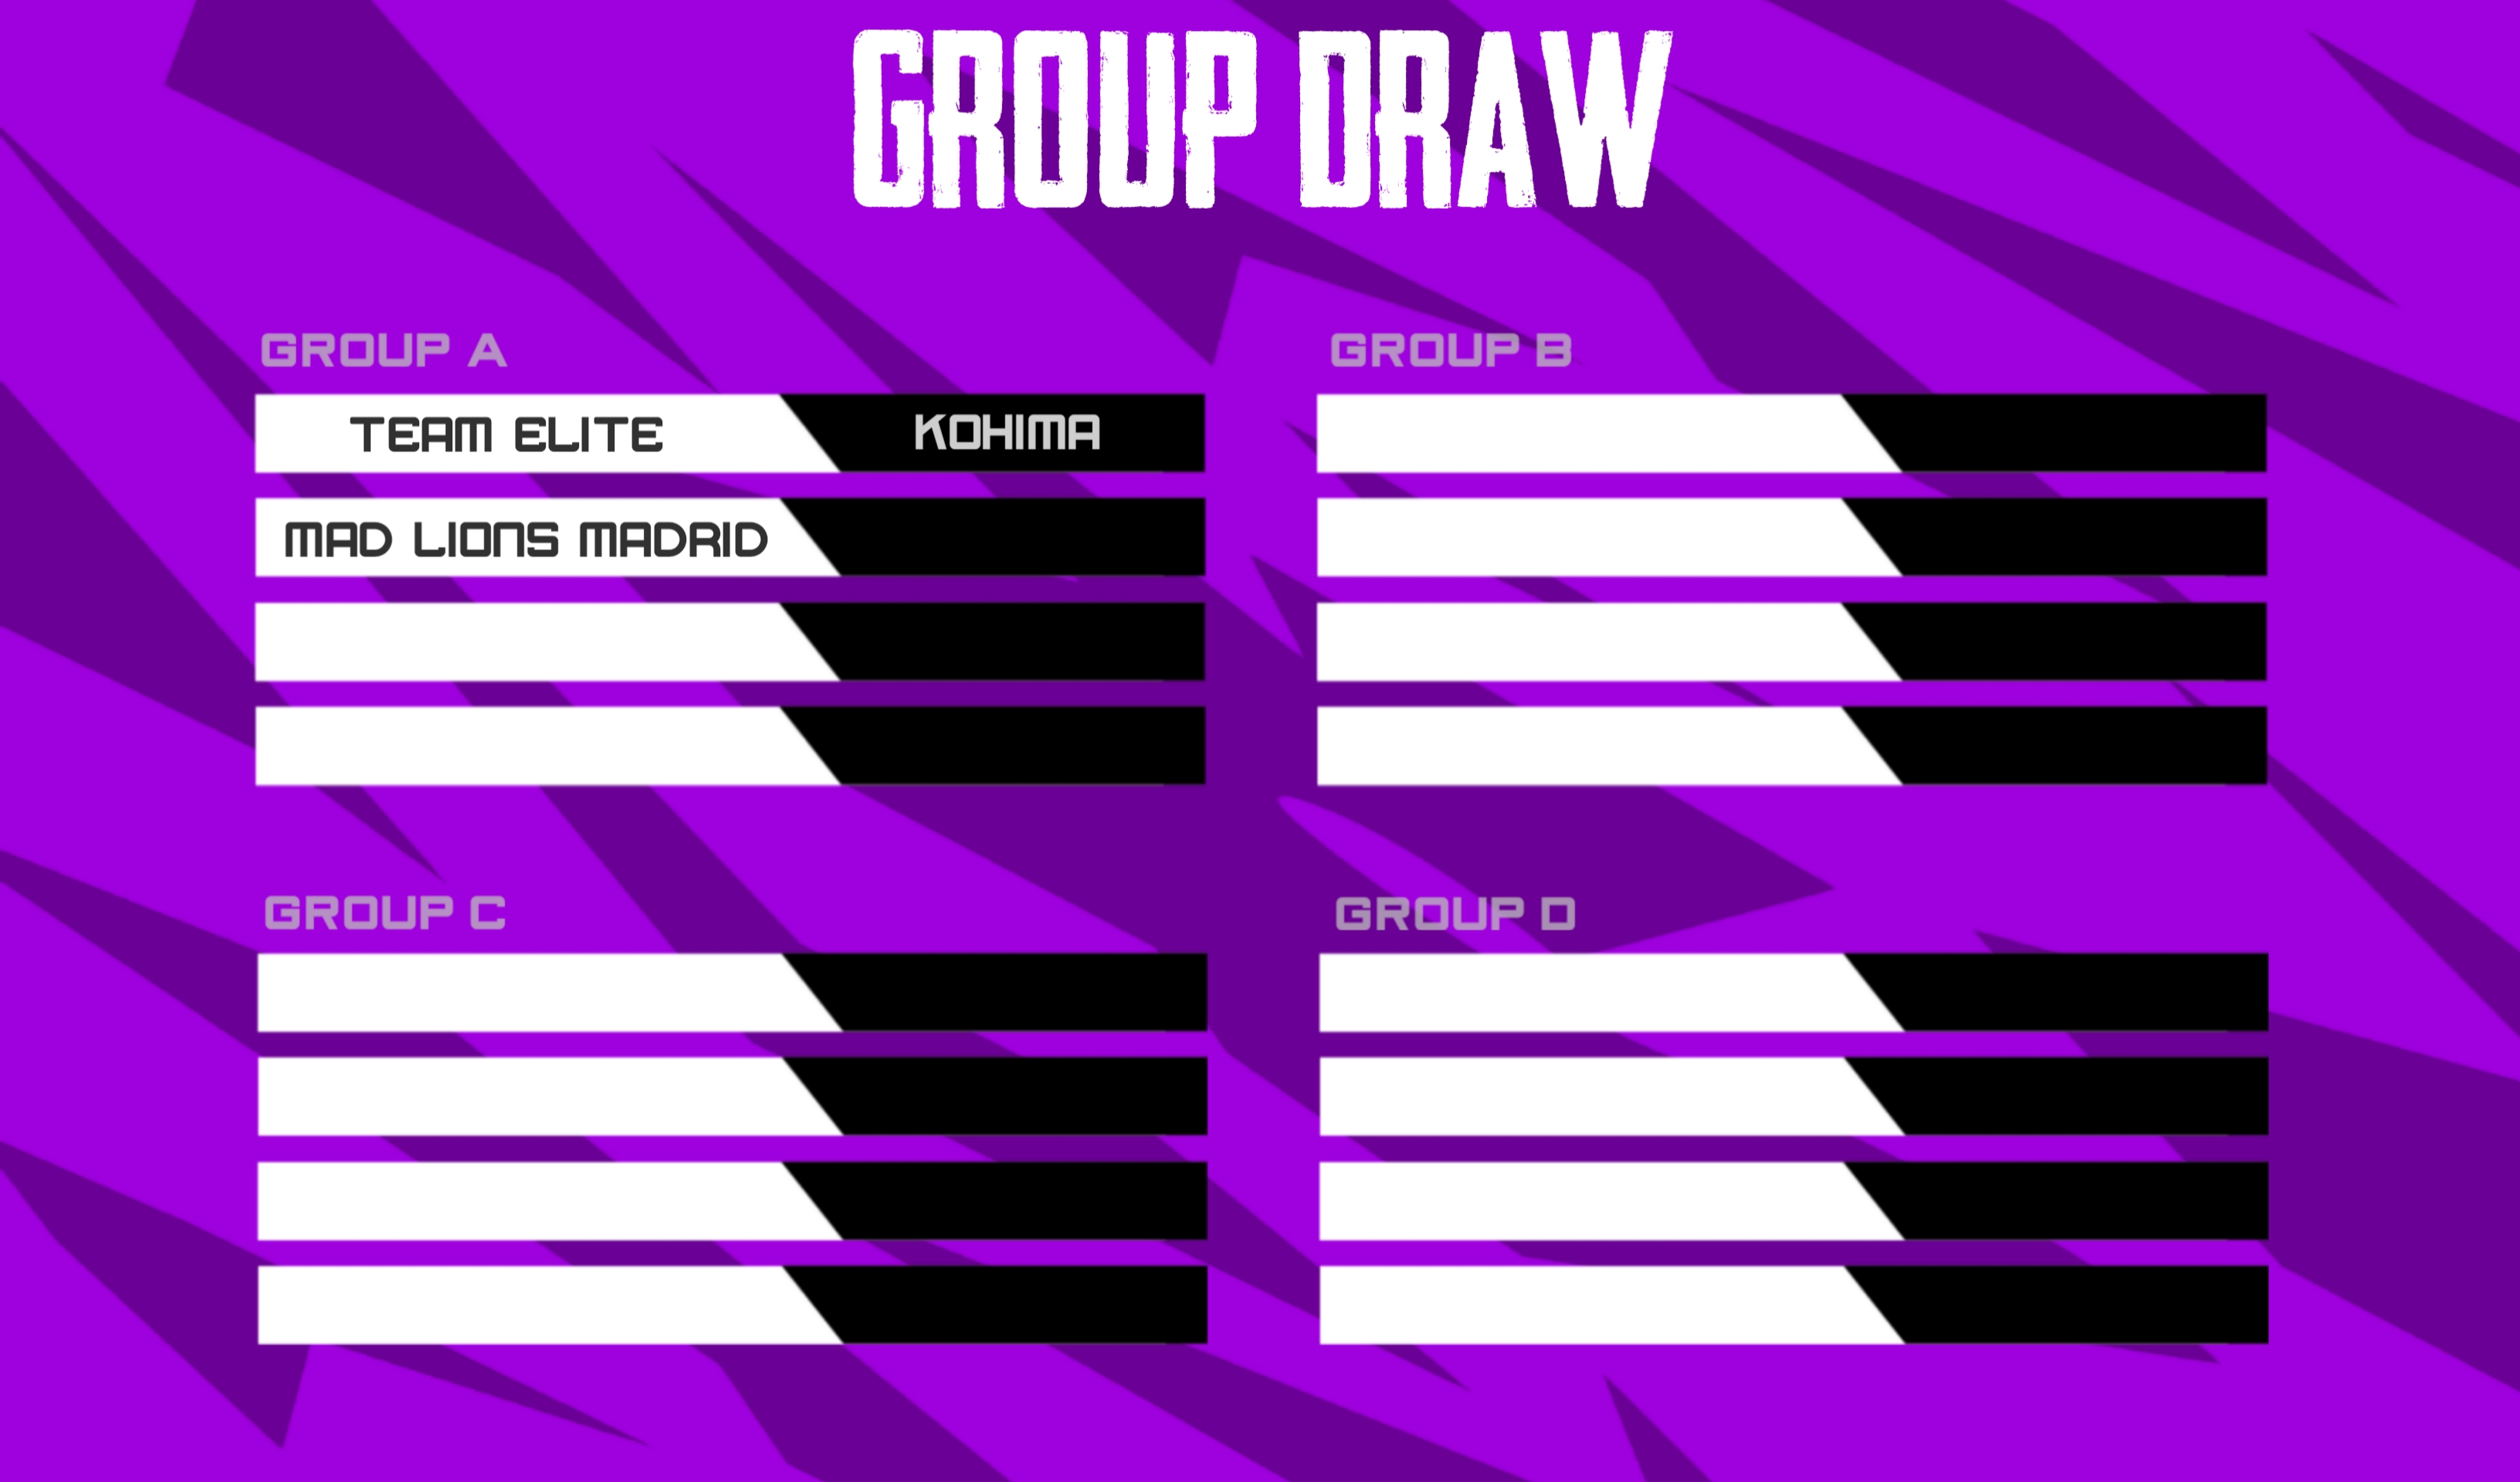 GROUP DRAW
GROUP A
TEAM ELITE KOHIMA
MAD LIONS MADRID
GROUP B
GROUP C
GROUP D